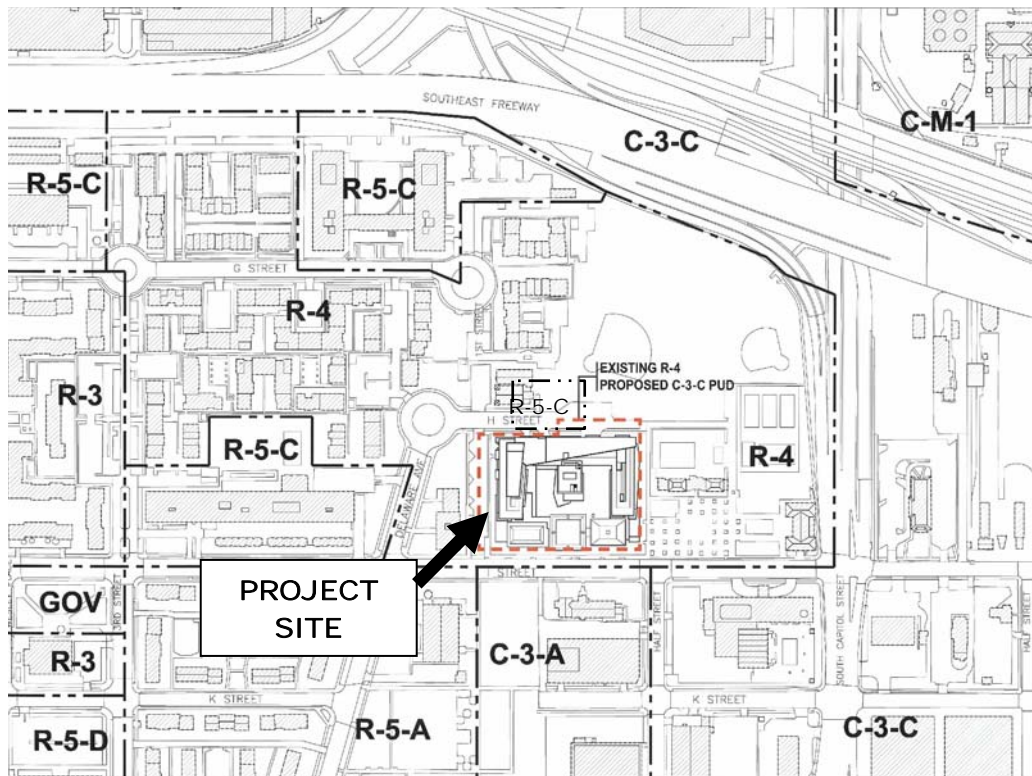 SOUTHEAST FREEWAY
C-M-1
C-3-C
R-5-C
R-5-C
G STREET
R-4
EXISTING R-4
PROPOSED C-3-C PUD
R-3
R-5-C
H STREET
R-5-C
R-4
DELAWARE AVE
PROJECT
SITE
I STREET
GOV
3RD STREET
HALF STREET
SOUTH CAPITOL STREET
HALF STREET
R-3
C-3-A
K STREET
K STREET
R-5-D
R-5-A
C-3-C